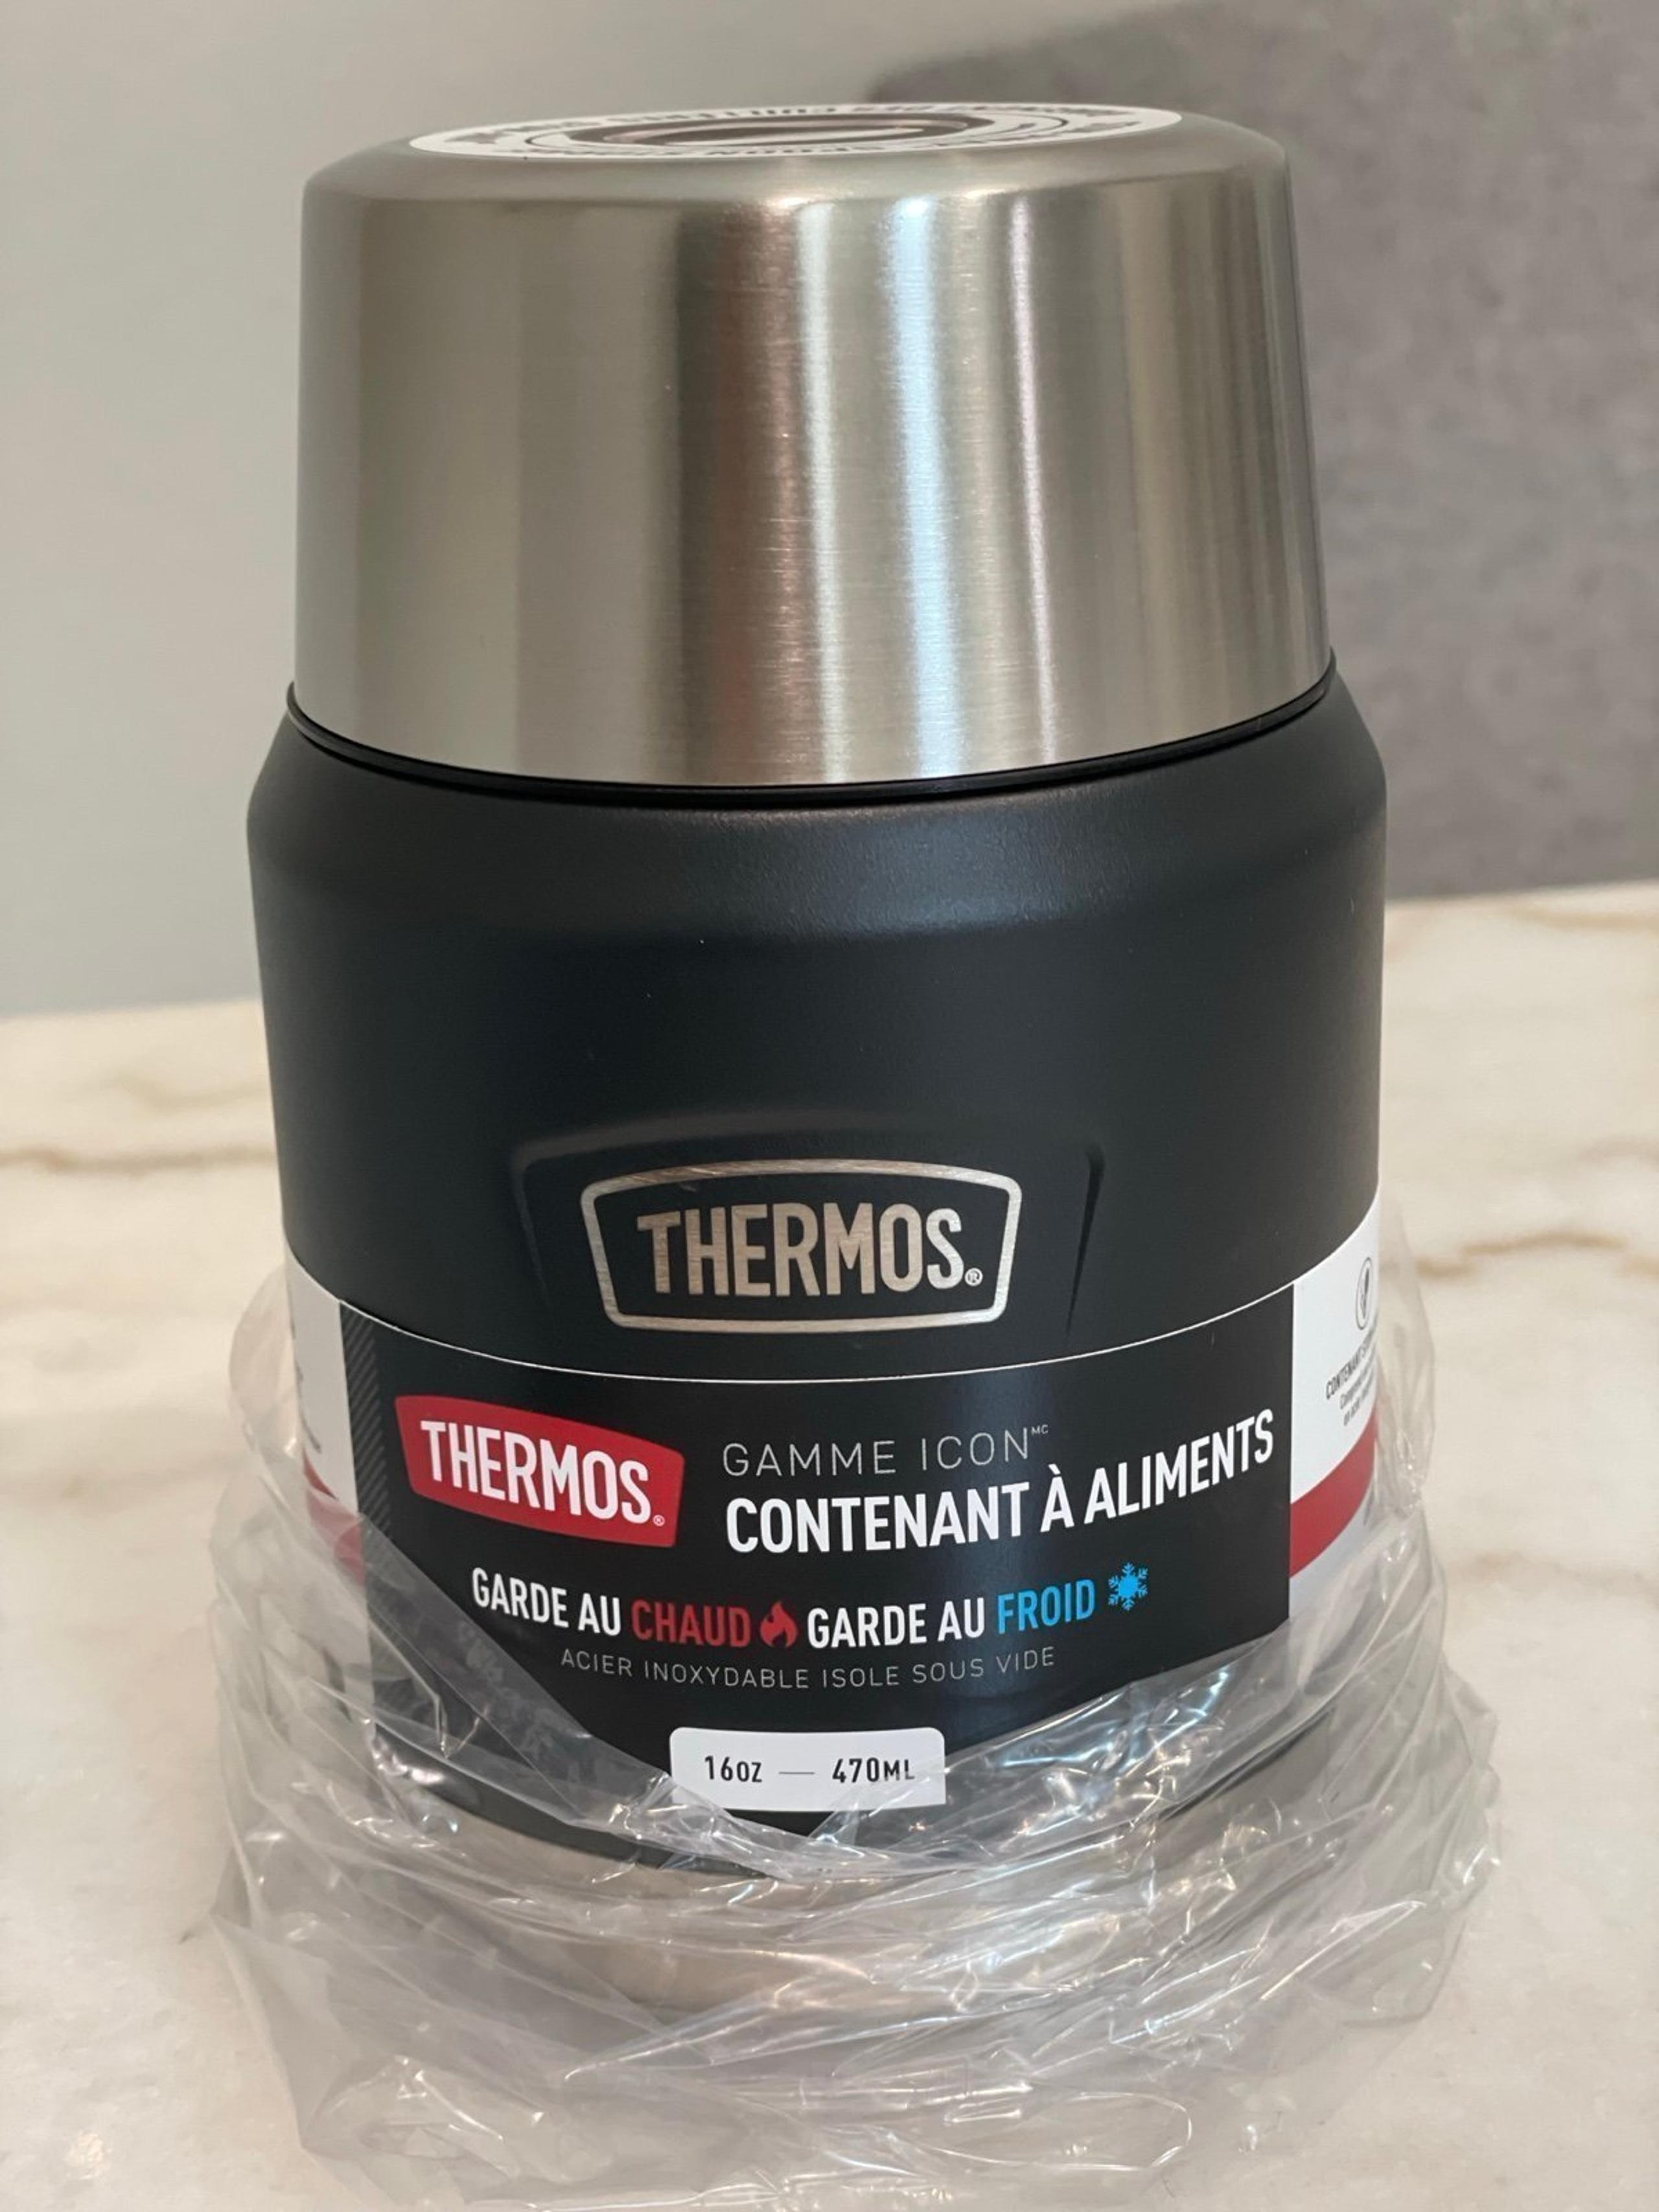 THERMOS®
THERMOS®
GAMME ICON MC
CONTENANT À ALIMENTS
GARDE AU CHAUD GARDE AU FROID
ACIER INOXYDABLE ISOLE SOUS VIDE
16OZ — 470ML
CONTENANT